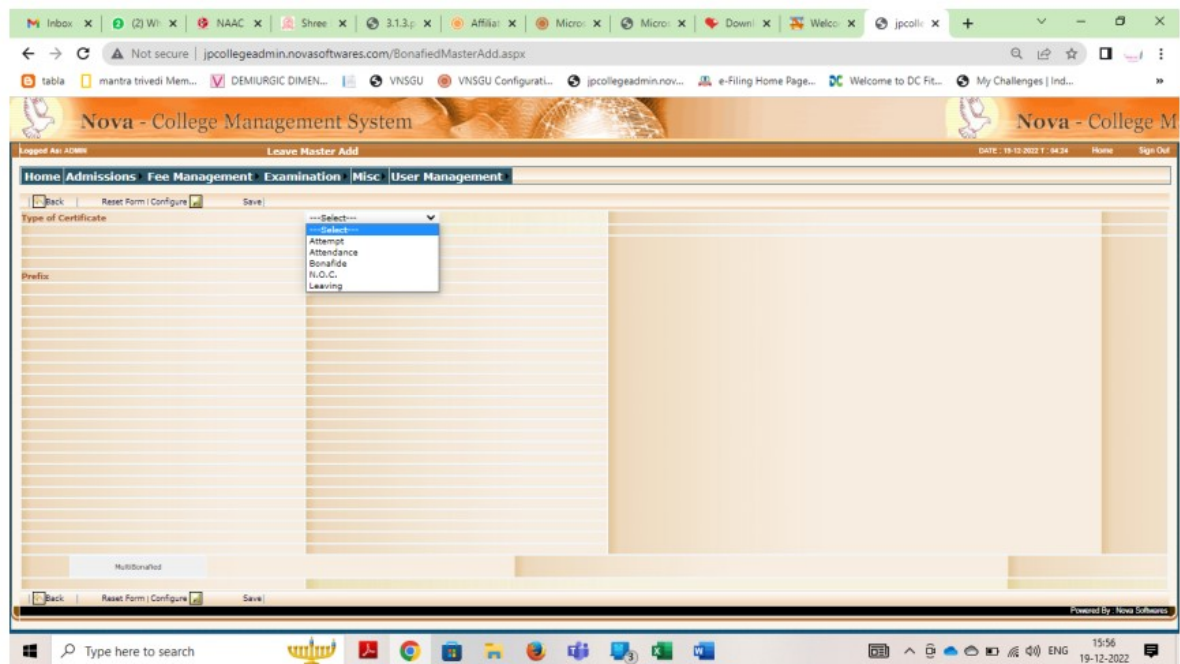 Inbox (2) Wh NAAC Shree 3.1.3.p Affiliat Micros Micros Downl Welco jpcolle
Not secure | jpcollegeadmin.novasoftwares.com/BonafiedMasterAdd.aspx
tabla mantra trivedi Mem... DEMIURGIC DIMEN... VNSGU VNSGU Configurati... jpcollegeadmin.nov... e-Filing Home Page... Welcome to DC Fit... My Challenges | Ind... »
Nova - College Management System Nova - College M
Logged As: ADMIN Leave Master Add Home Sign Out
Home Admissions Fee Management Examination Misc User Management
| Back | Reset Form | Configure Save |
Type of Certificate ---Select---
---Select---
Attempt
Attendance
Bonafide
Prefix N.O.C.
Leaving
MultiBonafied
| Back | Reset Form | Configure Save |
Powered By : Nova Softwares
Type here to search ENG 15:56
19-12-2022